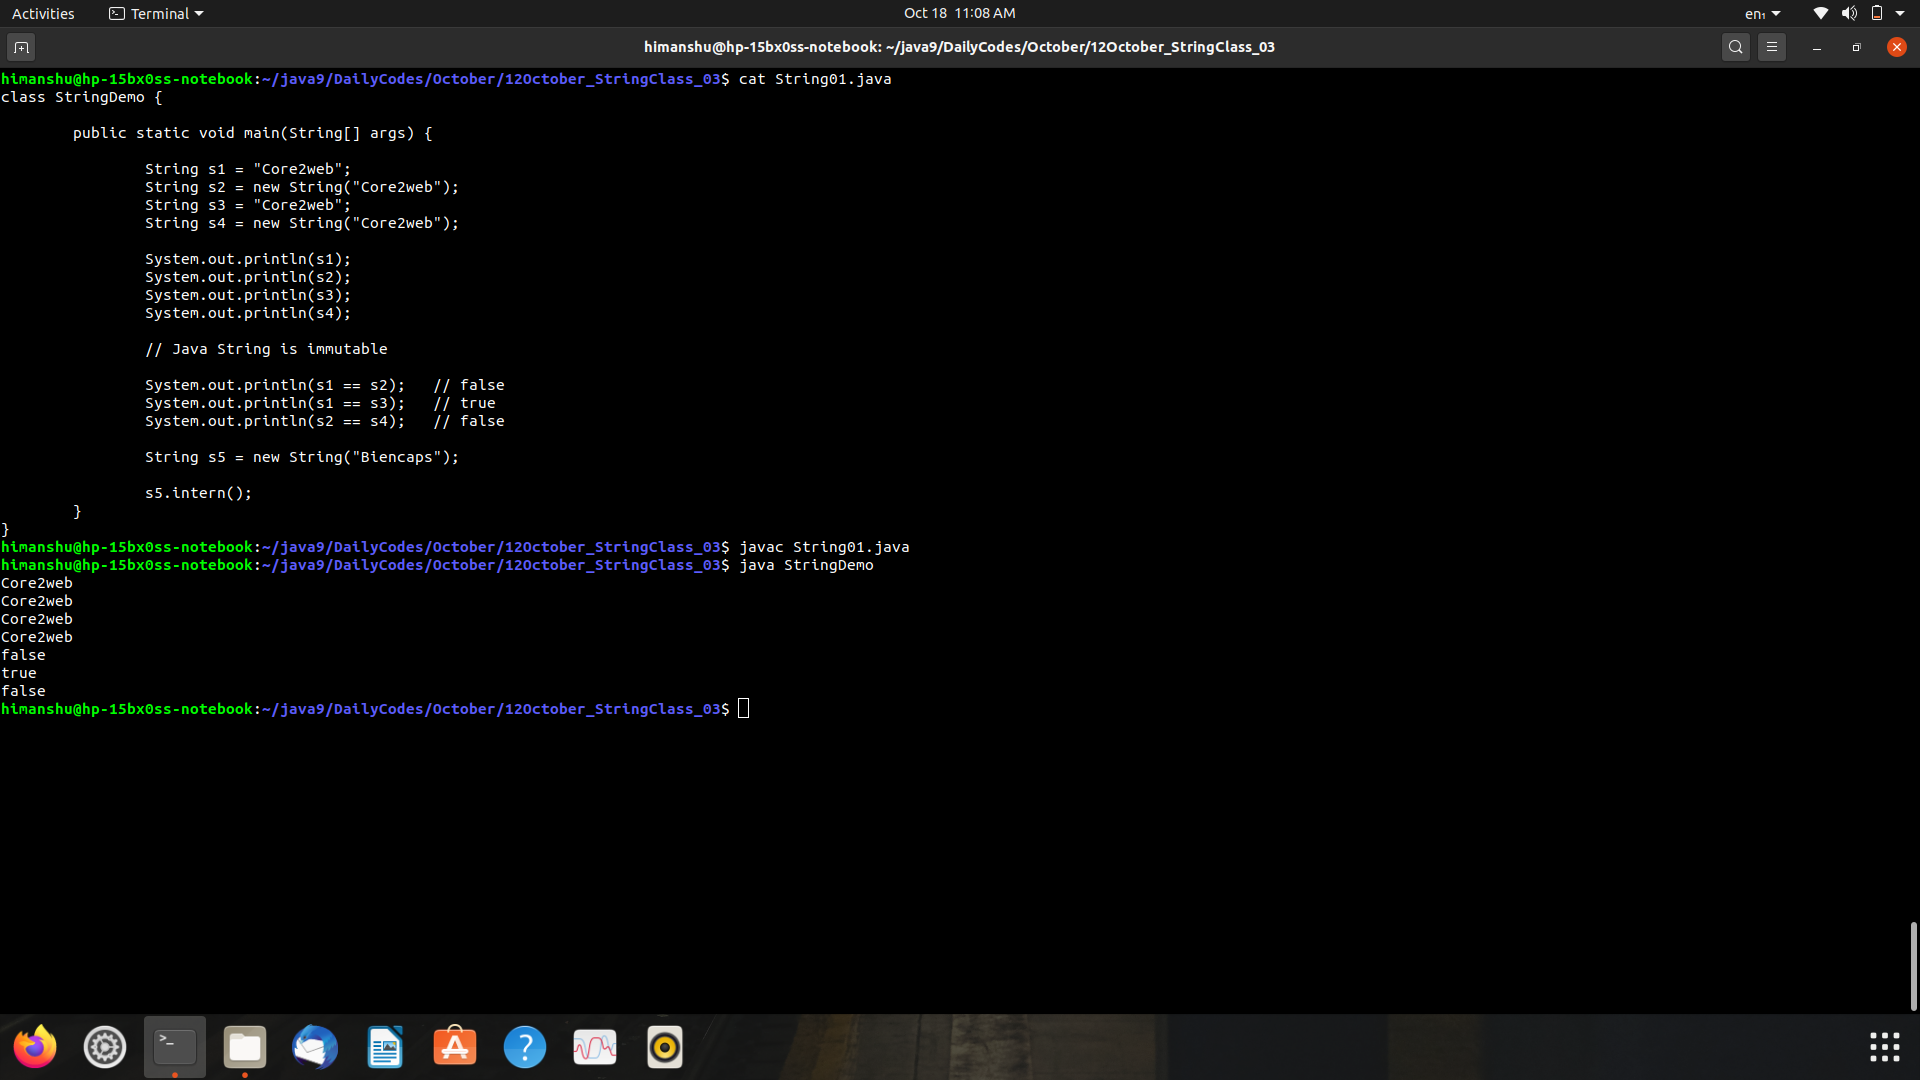 Activities Terminal Oct 18 11:08 AM en₁
himanshu@hp-15bx0ss-notebook: ~/java9/DailyCodes/October/12October_StringClass_03
himanshu@hp-15bx0ss-notebook:~/java9/DailyCodes/October/12October_StringClass_03$ cat String01.java
class StringDemo {
public static void main(String[] args) {
String s1 = "Core2web";
String s2 = new String("Core2web");
String s3 = "Core2web";
String s4 = new String("Core2web");
System.out.println(s1);
System.out.println(s2);
System.out.println(s3);
System.out.println(s4);
// Java String is immutable
System.out.println(s1 == s2);   // false
System.out.println(s1 == s3);   // true
System.out.println(s2 == s4);   // false
String s5 = new String("Biencaps");
s5.intern();
}
}
himanshu@hp-15bx0ss-notebook:~/java9/DailyCodes/October/12October_StringClass_03$ javac String01.java
himanshu@hp-15bx0ss-notebook:~/java9/DailyCodes/October/12October_StringClass_03$ java StringDemo
Core2web
Core2web
Core2web
Core2web
false
true
false
himanshu@hp-15bx0ss-notebook:~/java9/DailyCodes/October/12October_StringClass_03$